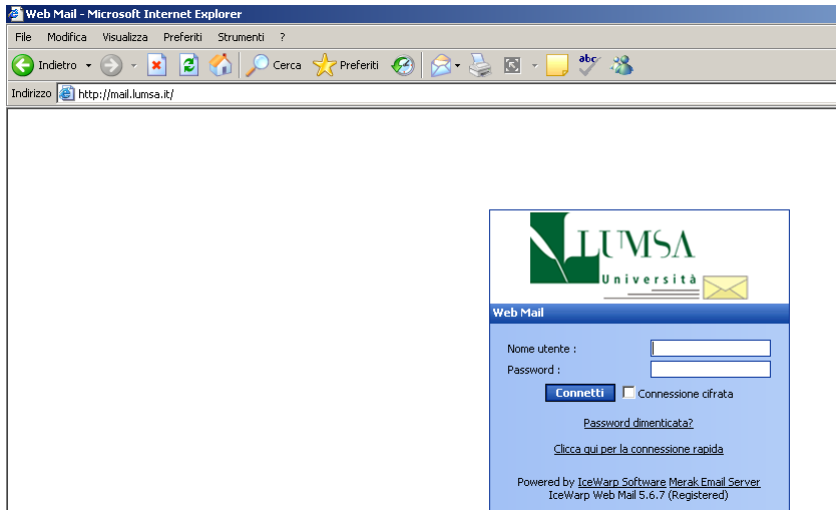 Web Mail - Microsoft Internet Explorer
File Modifica Visualizza Preferiti Strumenti ?
Indietro Cerca Preferiti abc
Indirizzo http://mail.lumsa.it/
LUMSA
Università
Web Mail
Nome utente :
Password :
Connetti Connessione cifrata
Password dimenticata?
Clicca qui per la connessione rapida
Powered by IceWarp Software Merak Email Server
IceWarp Web Mail 5.6.7 (Registered)